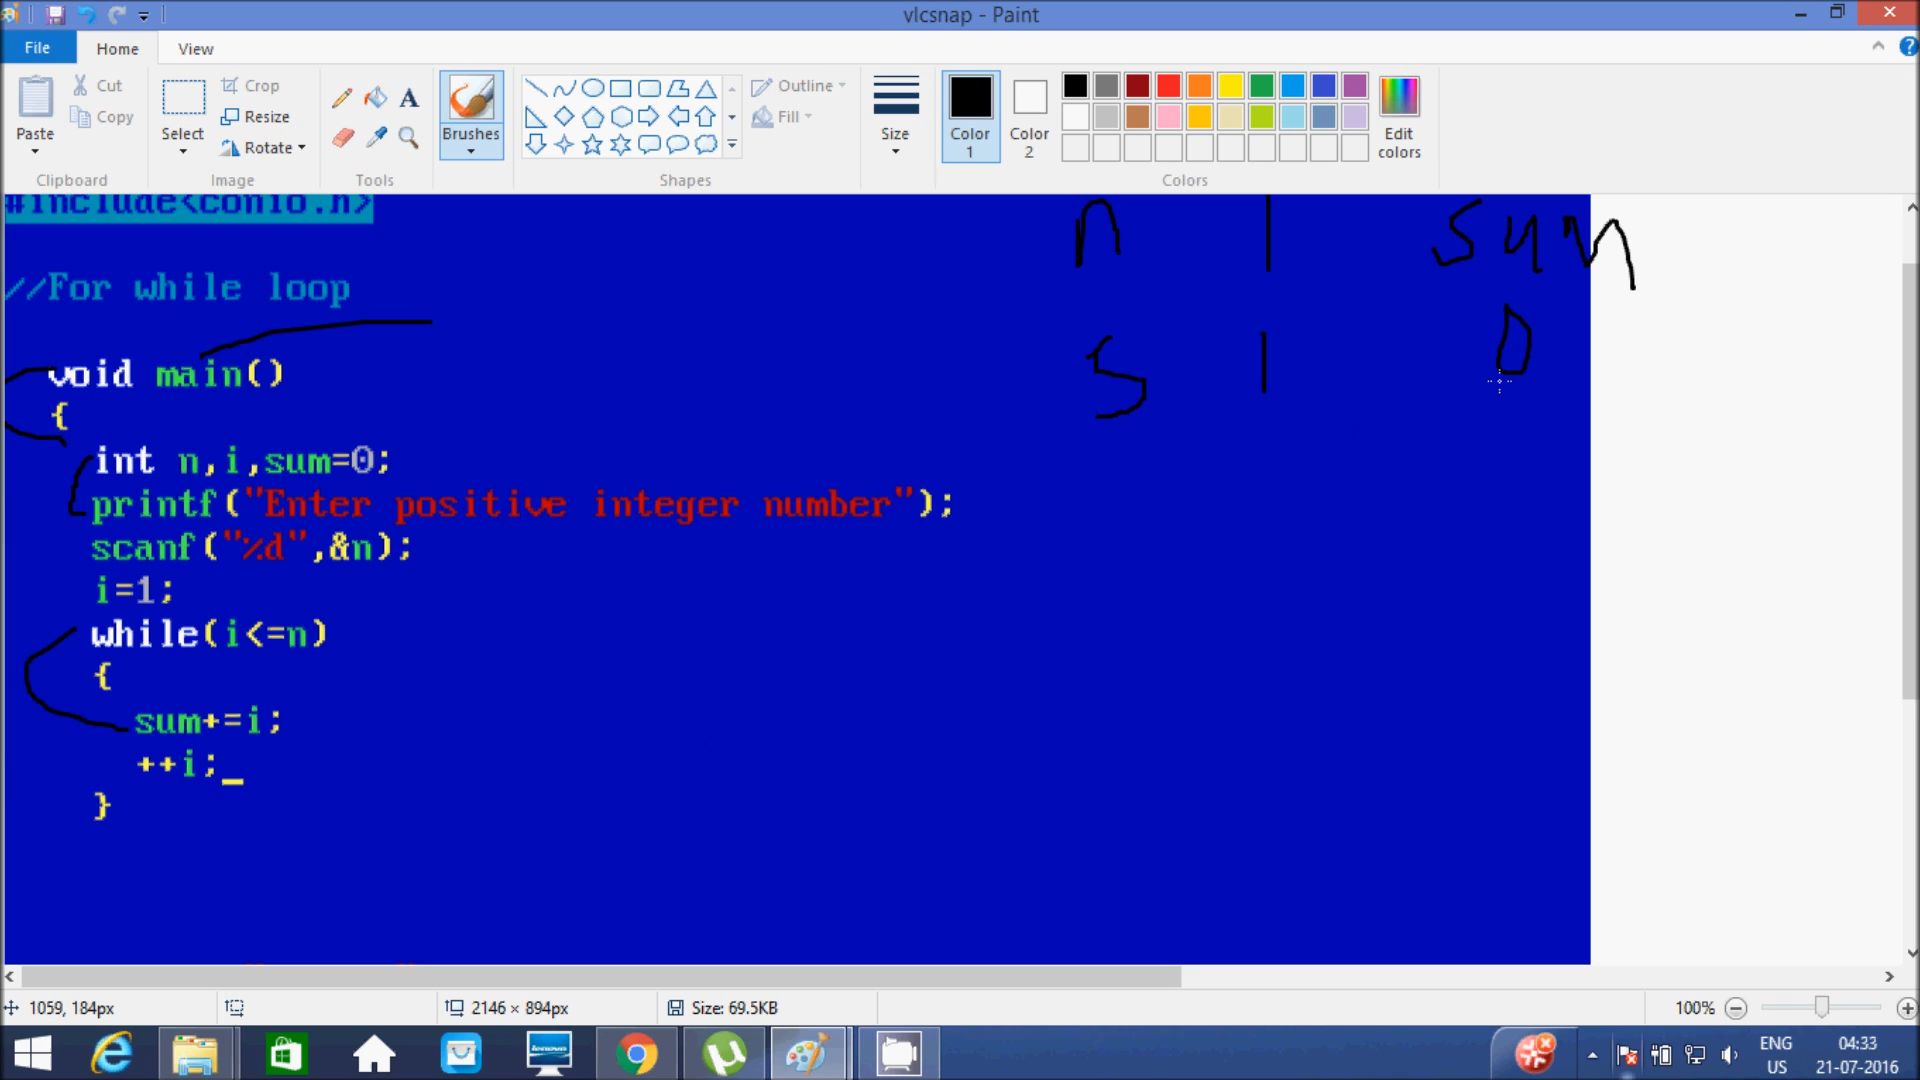 vlcsnap - Paint
File Home View
Paste
Cut
Copy
Clipboard
Select
Crop
Resize
Rotate
Image
A
Tools
Brushes
Shapes
Outline
Fill
Size
Color 1
Color 2
Edit colors
Colors
#include<conio.h>
n | sum
5 | 0
//For while loop
void main()
{
int n,i,sum=0;
printf("Enter positive integer number");
scanf("%d",&n);
i=1;
while(i<=n)
{
sum+=i;
++i;_
}
1059, 184px
2146 × 894px
Size: 69.5KB
100%
lenovo
ENG
US
04:33
21-07-2016